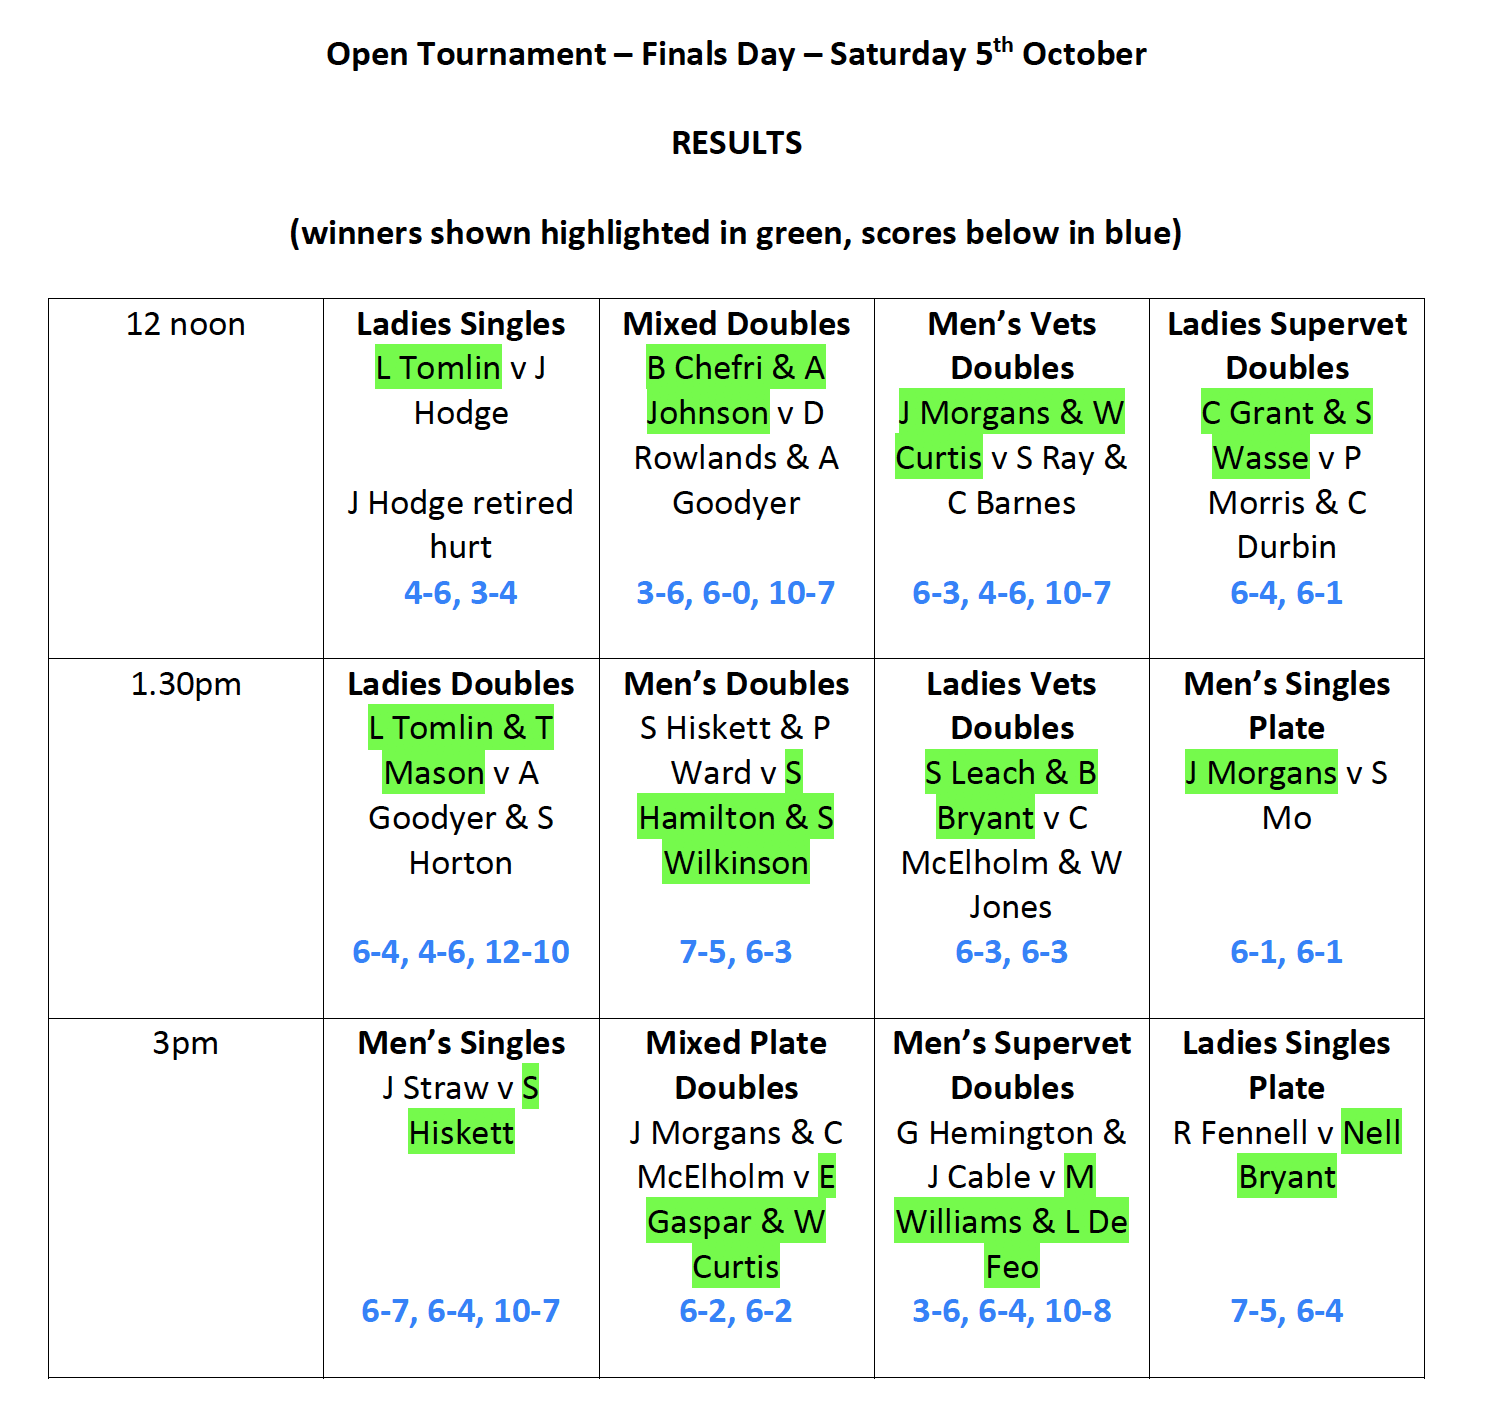 Open Tournament – Finals Day – Saturday 5th October
RESULTS
(winners shown highlighted in green, scores below in blue)
12 noon
Ladies Singles
L Tomlin v J
Hodge
J Hodge retired
hurt
4-6, 3-4
Mixed Doubles
B Chefri & A
Johnson v D
Rowlands & A
Goodyer
3-6, 6-0, 10-7
Men’s Vets
Doubles
J Morgans & W
Curtis v S Ray &
C Barnes
6-3, 4-6, 10-7
Ladies Supervet
Doubles
C Grant & S
Wasse v P
Morris & C
Durbin
6-4, 6-1
1.30pm
Ladies Doubles
L Tomlin & T
Mason v A
Goodyer & S
Horton
6-4, 4-6, 12-10
Men’s Doubles
S Hiskett & P
Ward v S
Hamilton & S
Wilkinson
7-5, 6-3
Ladies Vets
Doubles
S Leach & B
Bryant v C
McElholm & W
Jones
6-3, 6-3
Men’s Singles
Plate
J Morgans v S
Mo
6-1, 6-1
3pm
Men’s Singles
J Straw v S
Hiskett
6-7, 6-4, 10-7
Mixed Plate
Doubles
J Morgans & C
McElholm v E
Gaspar & W
Curtis
6-2, 6-2
Men’s Supervet
Doubles
G Hemington &
J Cable v M
Williams & L De
Feo
3-6, 6-4, 10-8
Ladies Singles
Plate
R Fennell v Nell
Bryant
7-5, 6-4